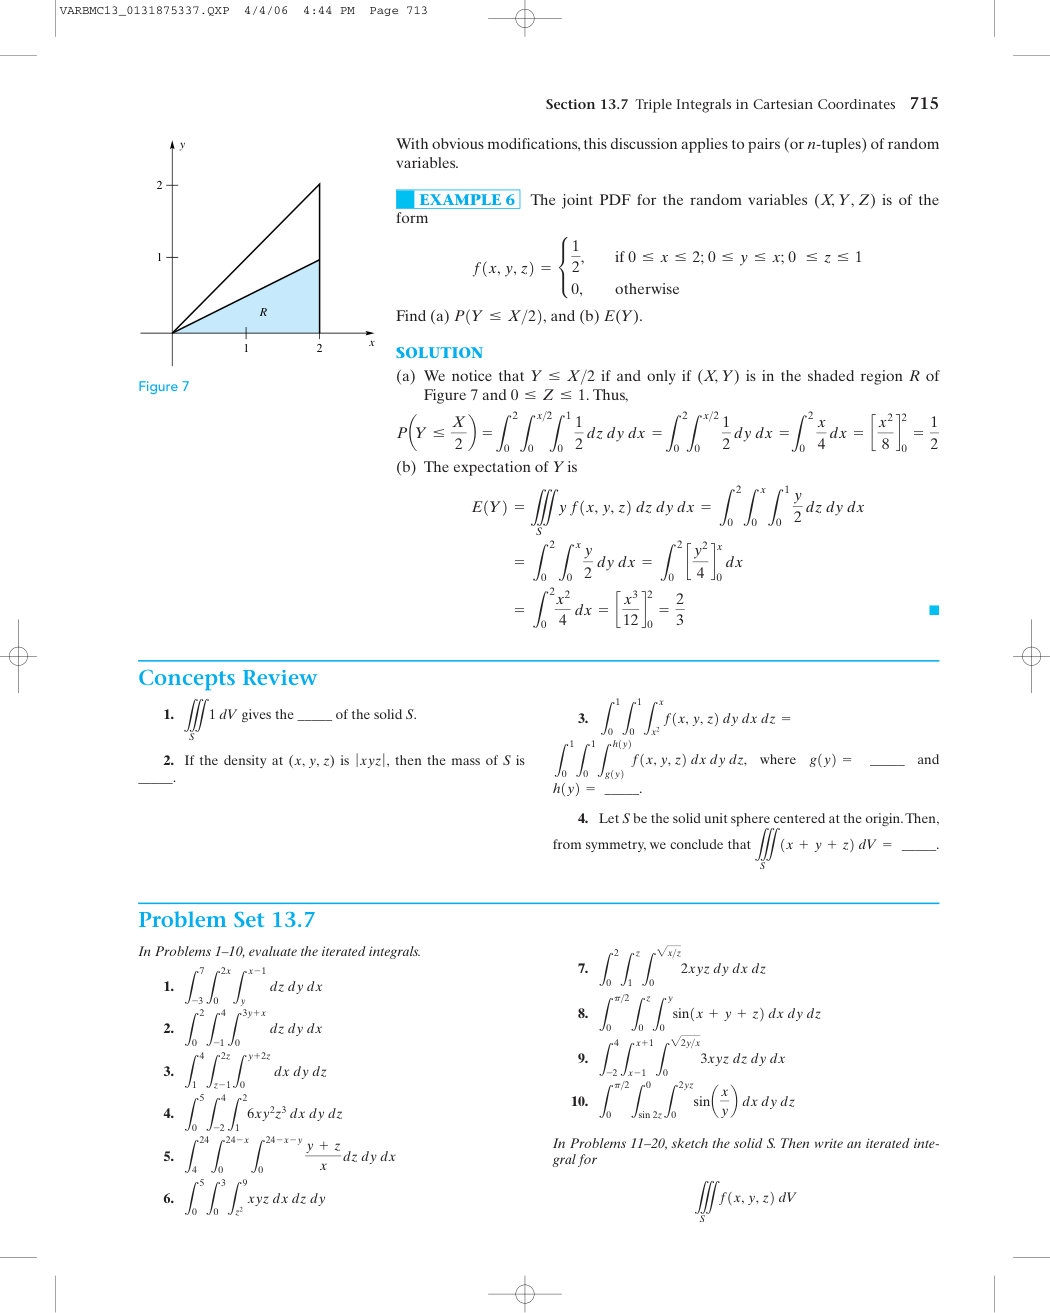 VARBMC13_0131875337.QXP 4/4/06 4:44 PM Page 713
Section 13.7 Triple Integrals in Cartesian Coordinates 715
y
2
1
R
1
2
x
Figure 7
With obvious modifications, this discussion applies to pairs (or n-tuples) of random
variables.
EXAMPLE 6 The joint PDF for the random variables (X, Y, Z) is of the
form
f(x, y, z) = { 1/2, if 0 ≤ x ≤ 2; 0 ≤ y ≤ x; 0 ≤ z ≤ 1
0, otherwise
Find (a) P(Y ≤ X/2), and (b) E(Y).
SOLUTION
(a) We notice that Y ≤ X/2 if and only if (X, Y) is in the shaded region R of
Figure 7 and 0 ≤ Z ≤ 1. Thus,
P(Y ≤ X/2) = ∫_0^2 ∫_0^{x/2} ∫_0^1 1/2 dz dy dx = ∫_0^2 ∫_0^{x/2} 1/2 dy dx = ∫_0^2 x/4 dx = [x²/8]_0^2 = 1/2
(b) The expectation of Y is
E(Y) = ∭_S y f(x, y, z) dz dy dx = ∫_0^2 ∫_0^x ∫_0^1 y/2 dz dy dx
= ∫_0^2 ∫_0^x y/2 dy dx = ∫_0^2 [y²/4]_0^x dx
= ∫_0^2 x²/4 dx = [x³/12]_0^2 = 2/3
Concepts Review
1. ∭_S 1 dV gives the _____ of the solid S.
2. If the density at (x, y, z) is |xyz|, then the mass of S is
_____.
3. ∫_0^1 ∫_0^1 ∫_{x²}^x f(x, y, z) dy dx dz =
∫_0^1 ∫_0^1 ∫_{g(y)}^{h(y)} f(x, y, z) dx dy dz, where g(y) = _____ and
h(y) = _____.
4. Let S be the solid unit sphere centered at the origin. Then,
from symmetry, we conclude that ∭_S (x + y + z) dV = _____.
Problem Set 13.7
In Problems 1–10, evaluate the iterated integrals.
1. ∫_{−3}^7 ∫_0^{2x} ∫_y^{x−1} dz dy dx
2. ∫_0^2 ∫_{−1}^4 ∫_0^{3y+x} dz dy dx
3. ∫_1^4 ∫_{z−1}^{2z} ∫_0^{y+2z} dx dy dz
4. ∫_0^5 ∫_{−2}^4 ∫_1^2 6xy²z³ dx dy dz
5. ∫_4^{24} ∫_0^{24−x} ∫_0^{24−x−y} (y + z)/x dz dy dx
6. ∫_0^5 ∫_0^3 ∫_{z²}^9 xyz dx dz dy
7. ∫_0^2 ∫_1^z ∫_0^{√(x/z)} 2xyz dy dx dz
8. ∫_0^{π/2} ∫_0^z ∫_0^y sin(x + y + z) dx dy dz
9. ∫_{−2}^4 ∫_{x−1}^{x+1} ∫_0^{√(2y/x)} 3xyz dz dy dx
10. ∫_0^{π/2} ∫_{sin 2z}^0 ∫_0^{2yz} sin(x/y) dx dy dz
In Problems 11–20, sketch the solid S. Then write an iterated inte-
gral for
∭_S f(x, y, z) dV